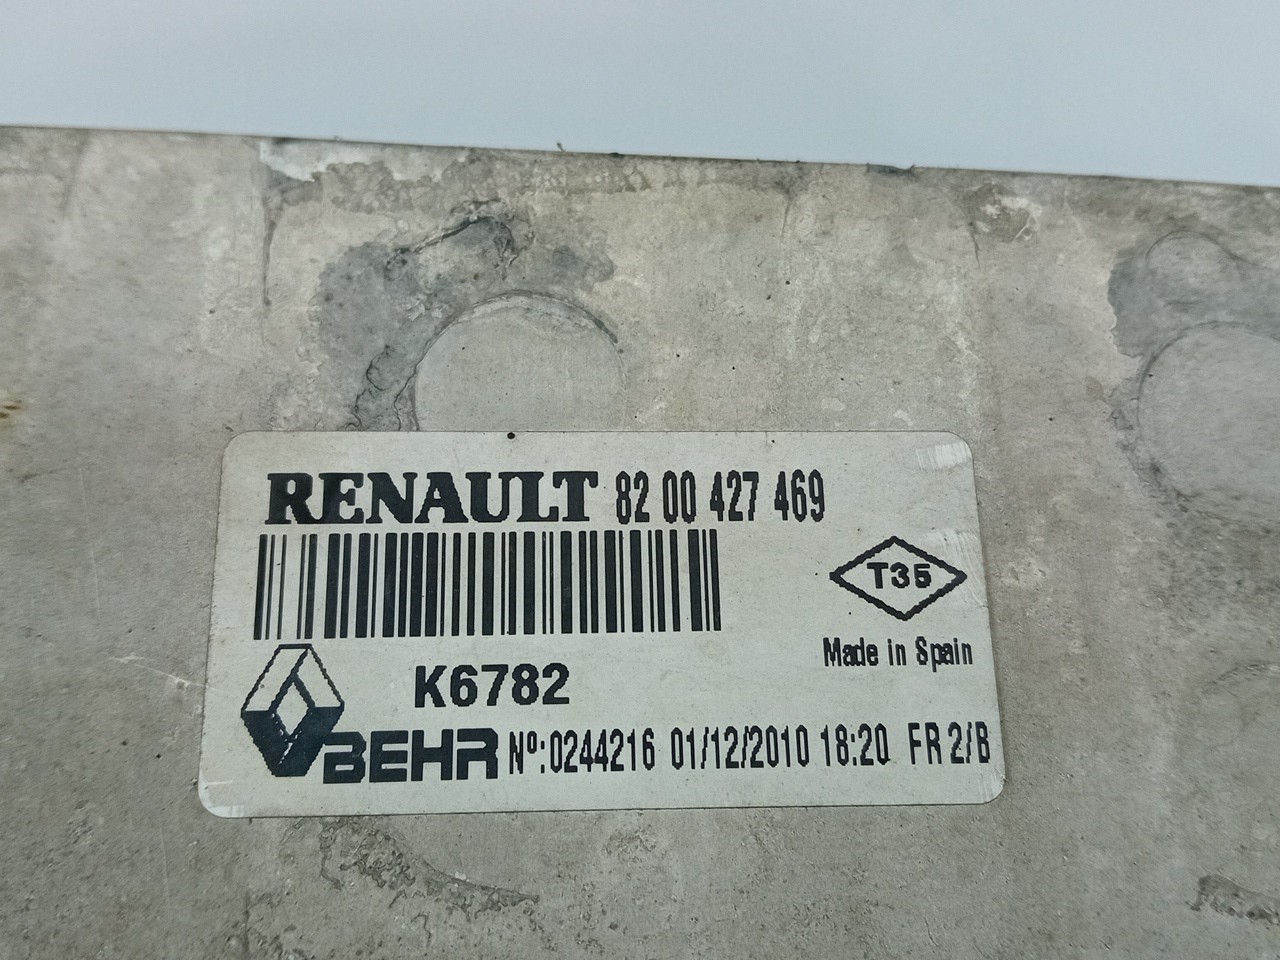 RENAULT 82 00 427 469
T35
Made in Spain
K6782
BEHR Nº:0244216 01/12/2010 18:20 FR 2/B